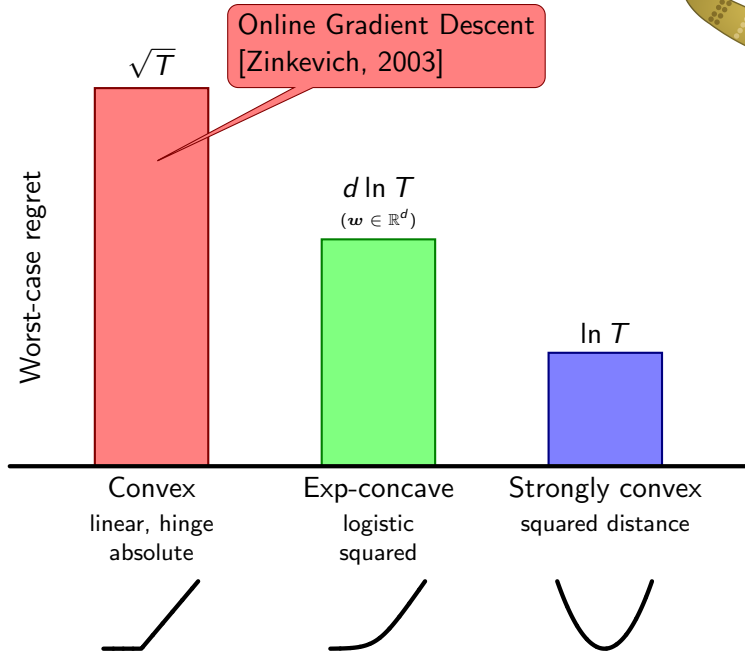 Online Gradient Descent
[Zinkevich, 2003]
√T
d ln T
(w ∈ ℝ^d)
ln T
Worst-case regret
Convex
linear, hinge
absolute
Exp-concave
logistic
squared
Strongly convex
squared distance